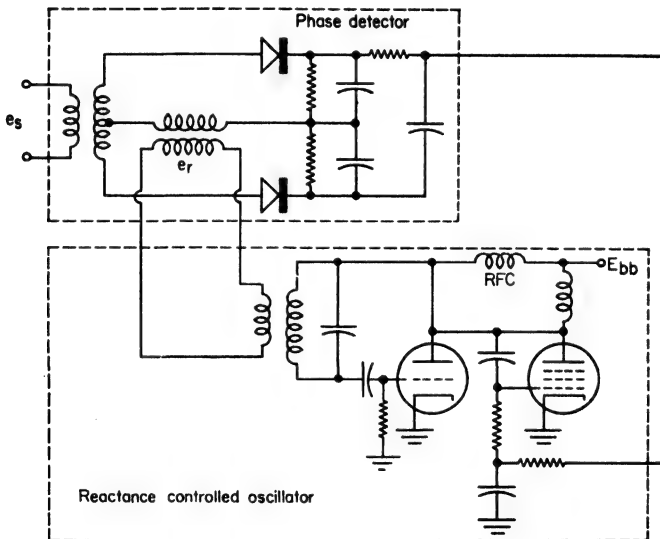 Phase detector
e_s
e_r
RFC
E_bb
Reactance controlled oscillator